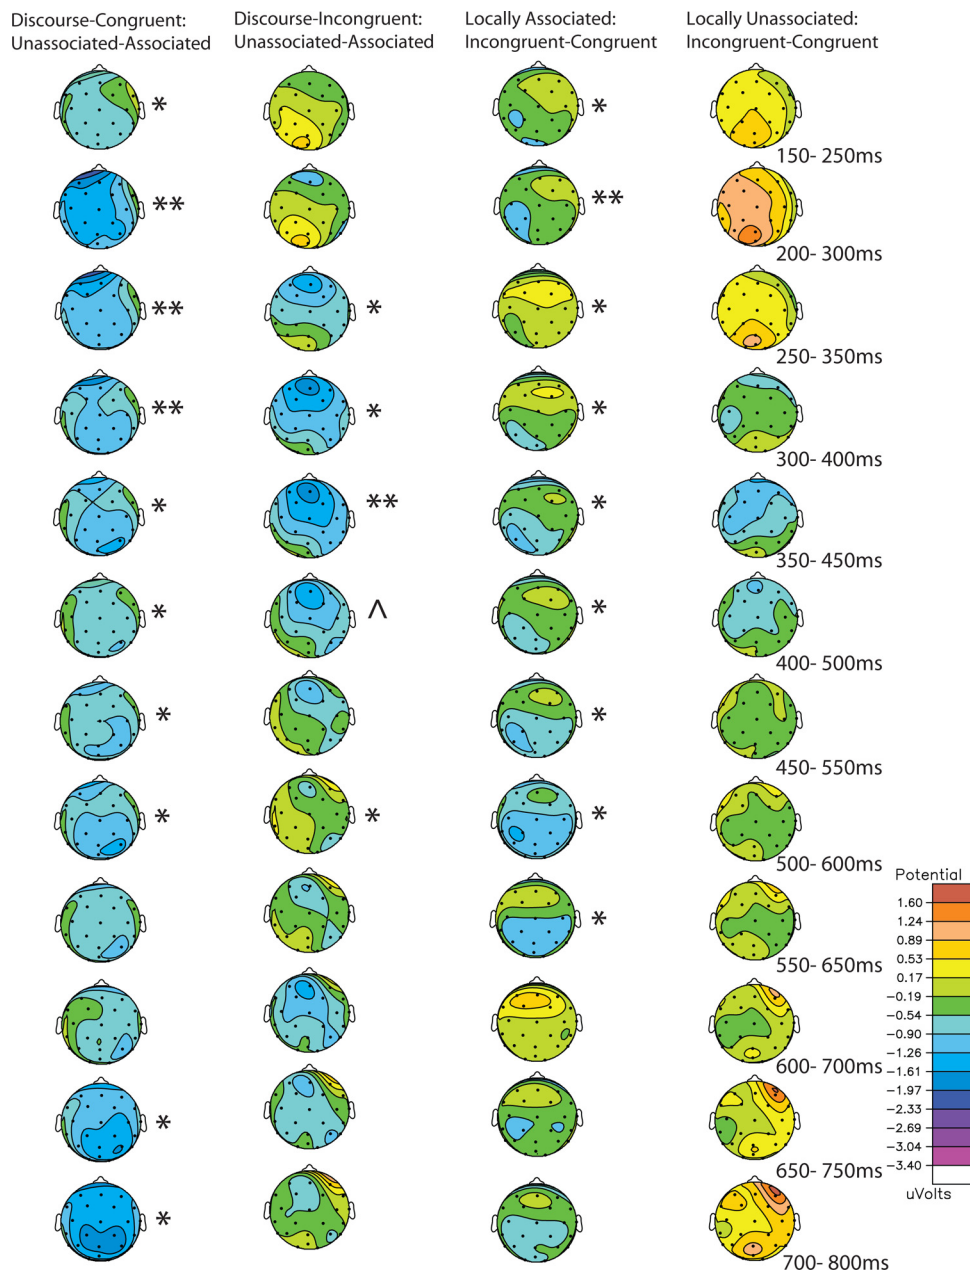 Discourse-Congruent:
Unassociated-Associated
Discourse-Incongruent:
Unassociated-Associated
Locally Associated:
Incongruent-Congruent
Locally Unassociated:
Incongruent-Congruent
* *
150- 250ms
** **
200- 300ms
** * *
250- 350ms
** * *
300- 400ms
* ** *
350- 450ms
* ^ *
400- 500ms
* *
450- 550ms
* * *
500- 600ms
*
550- 650ms
600- 700ms
*
650- 750ms
*
700- 800ms
Potential
1.60
1.24
0.89
0.53
0.17
−0.19
−0.54
−0.90
−1.26
−1.61
−1.97
−2.33
−2.69
−3.04
−3.40
uVolts